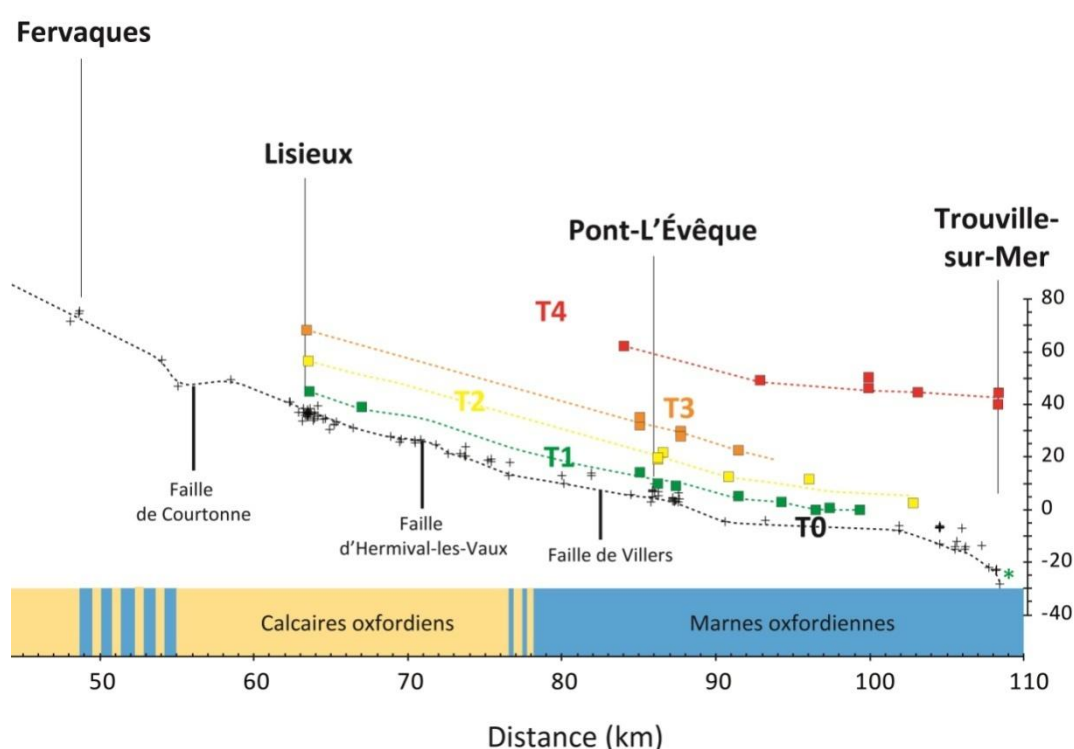 Fervaques
Lisieux
Pont-L'Évêque
Trouville-
sur-Mer
80
T4
60
T3
40
T2
20
T1
0
T0
-20
*
-40
Faille
de Courtonne
Faille
d'Hermival-les-Vaux
Faille de Villers
Calcaires oxfordiens
Marnes oxfordiennes
50 60 70 80 90 100 110
Distance (km)